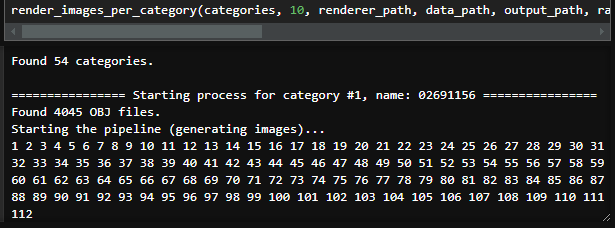 render_images_per_category(categories, 10, renderer_path, data_path, output_path, ra
Found 54 categories.
================ Starting process for category #1, name: 02691156 ================
Found 4045 OBJ files.
Starting the pipeline (generating images)...
1 2 3 4 5 6 7 8 9 10 11 12 13 14 15 16 17 18 19 20 21 22 23 24 25 26 27 28 29 30 31
32 33 34 35 36 37 38 39 40 41 42 43 44 45 46 47 48 49 50 51 52 53 54 55 56 57 58 59
60 61 62 63 64 65 66 67 68 69 70 71 72 73 74 75 76 77 78 79 80 81 82 83 84 85 86 87
88 89 90 91 92 93 94 95 96 97 98 99 100 101 102 103 104 105 106 107 108 109 110 111
112